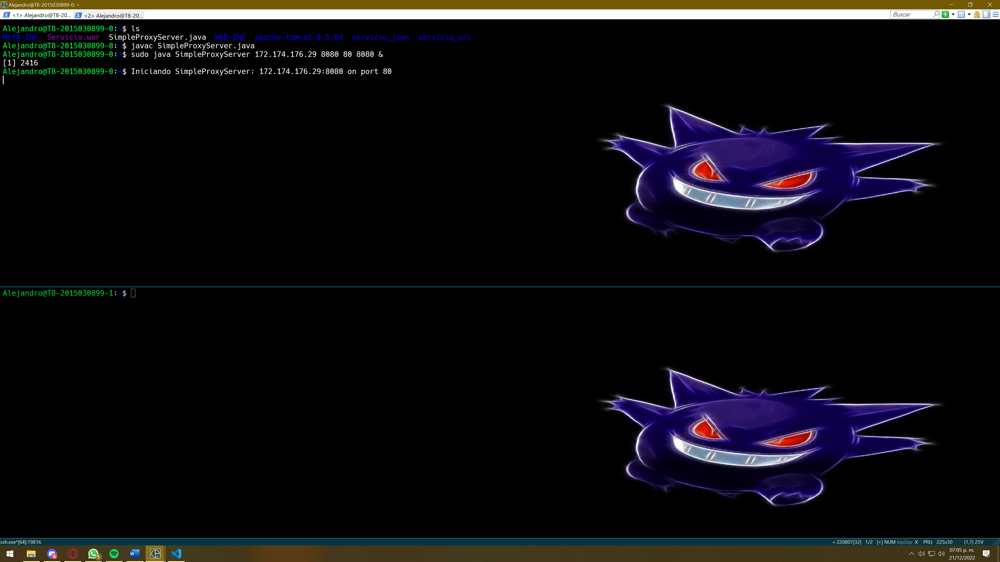 Alejandro@T8-2015030899-0: ~
<1> Alejandro@T8-20... <2> Alejandro@T8-20... Buscar
Alejandro@T8-2015030899-0:~$ ls
META-INF  Servicio.war  SimpleProxyServer.java  WEB-INF  apache-tomcat-8.5.84  servicio_json  servicio_url
Alejandro@T8-2015030899-0:~$ javac SimpleProxyServer.java
Alejandro@T8-2015030899-0:~$ sudo java SimpleProxyServer 172.174.176.29 8080 80 8080 &
[1] 2416
Alejandro@T8-2015030899-0:~$ Iniciando SimpleProxyServer: 172.174.176.29:8080 on port 80
Alejandro@T8-2015030899-1:~$
ssh.exe*[64]:19816 « 220807[32] 1/2 [+] NUM InpGrp X PRI↕ 225x30 (1,7) 25V
6 5 07:05 p. m.
21/12/2022